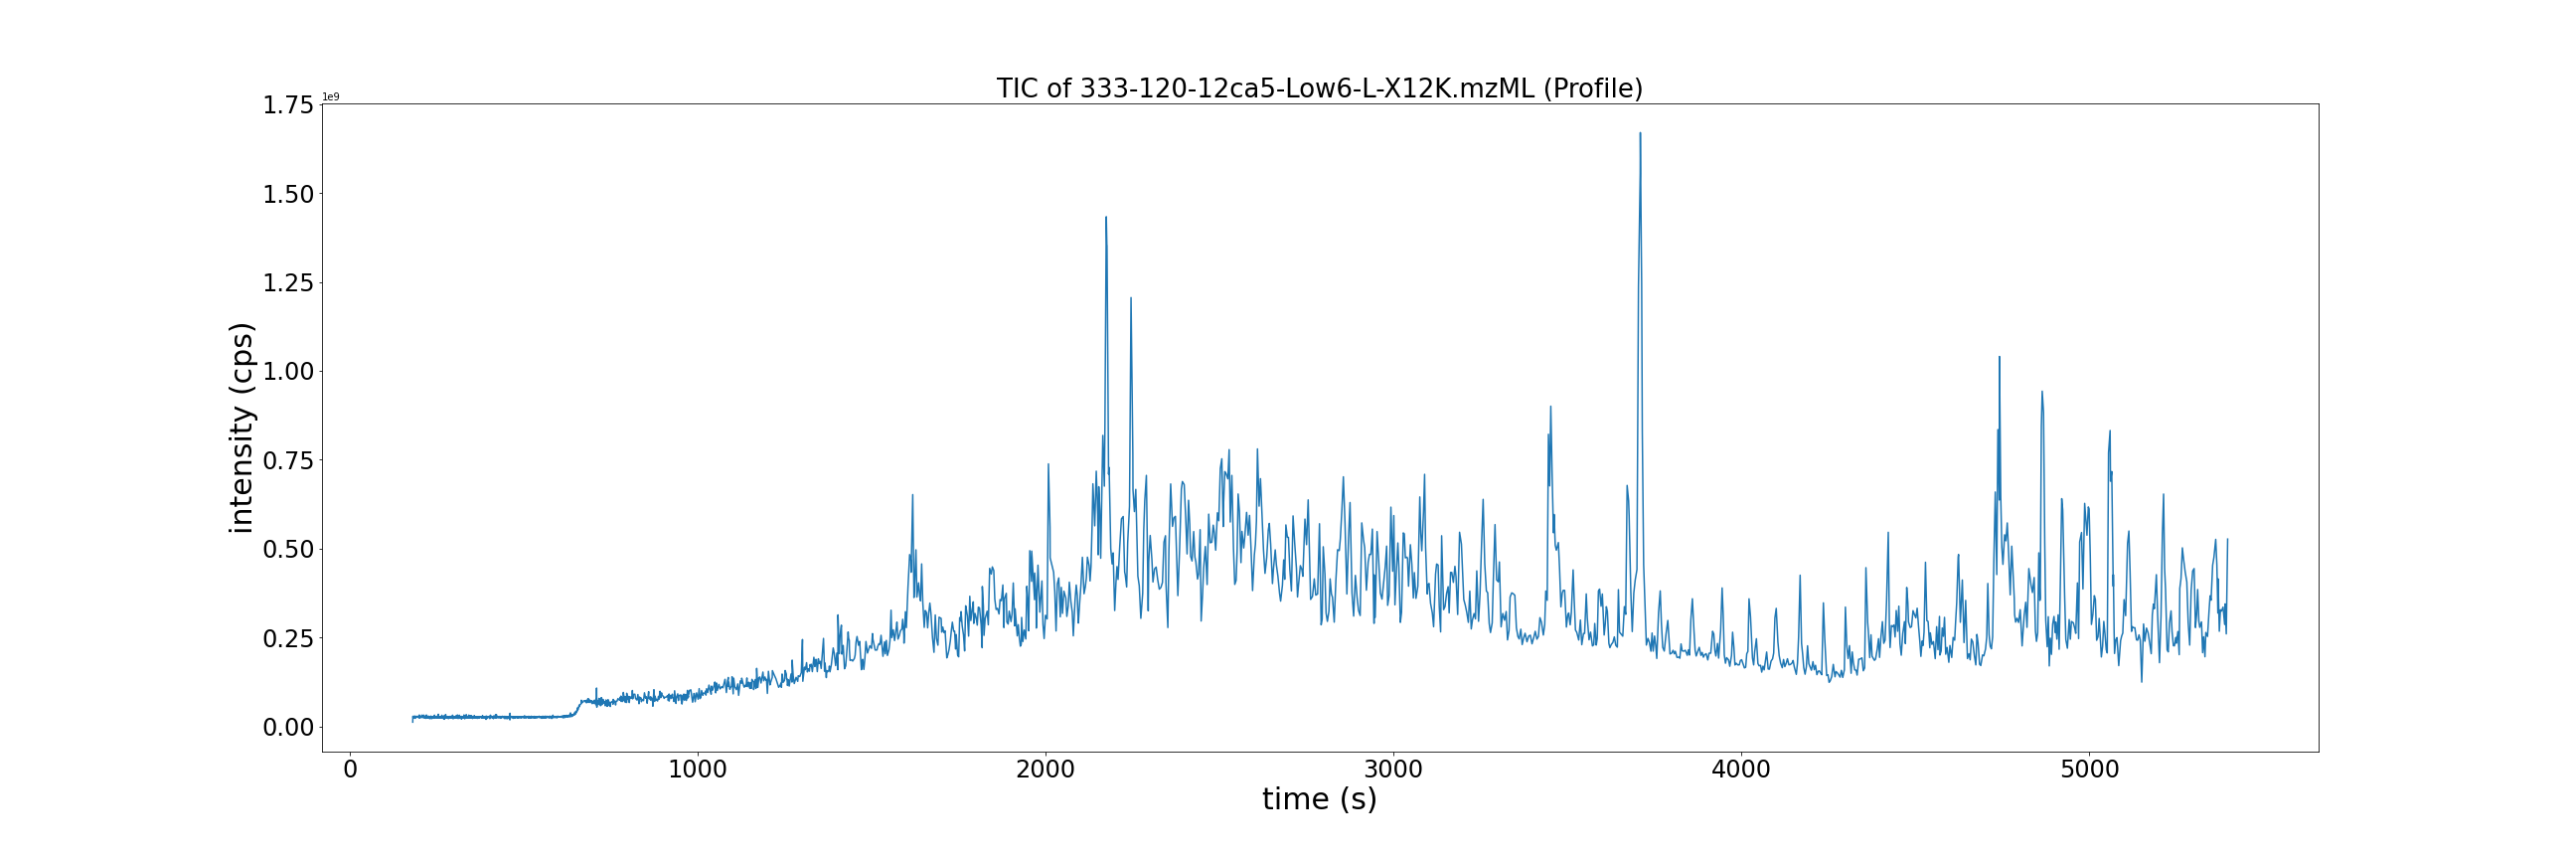 TIC of 333-120-12ca5-Low6-L-X12K.mzML (Profile)
1e9
1.75
1.50
1.25
1.00
0.75
0.50
0.25
0.00
intensity (cps)
0 1000 2000 3000 4000 5000
time (s)